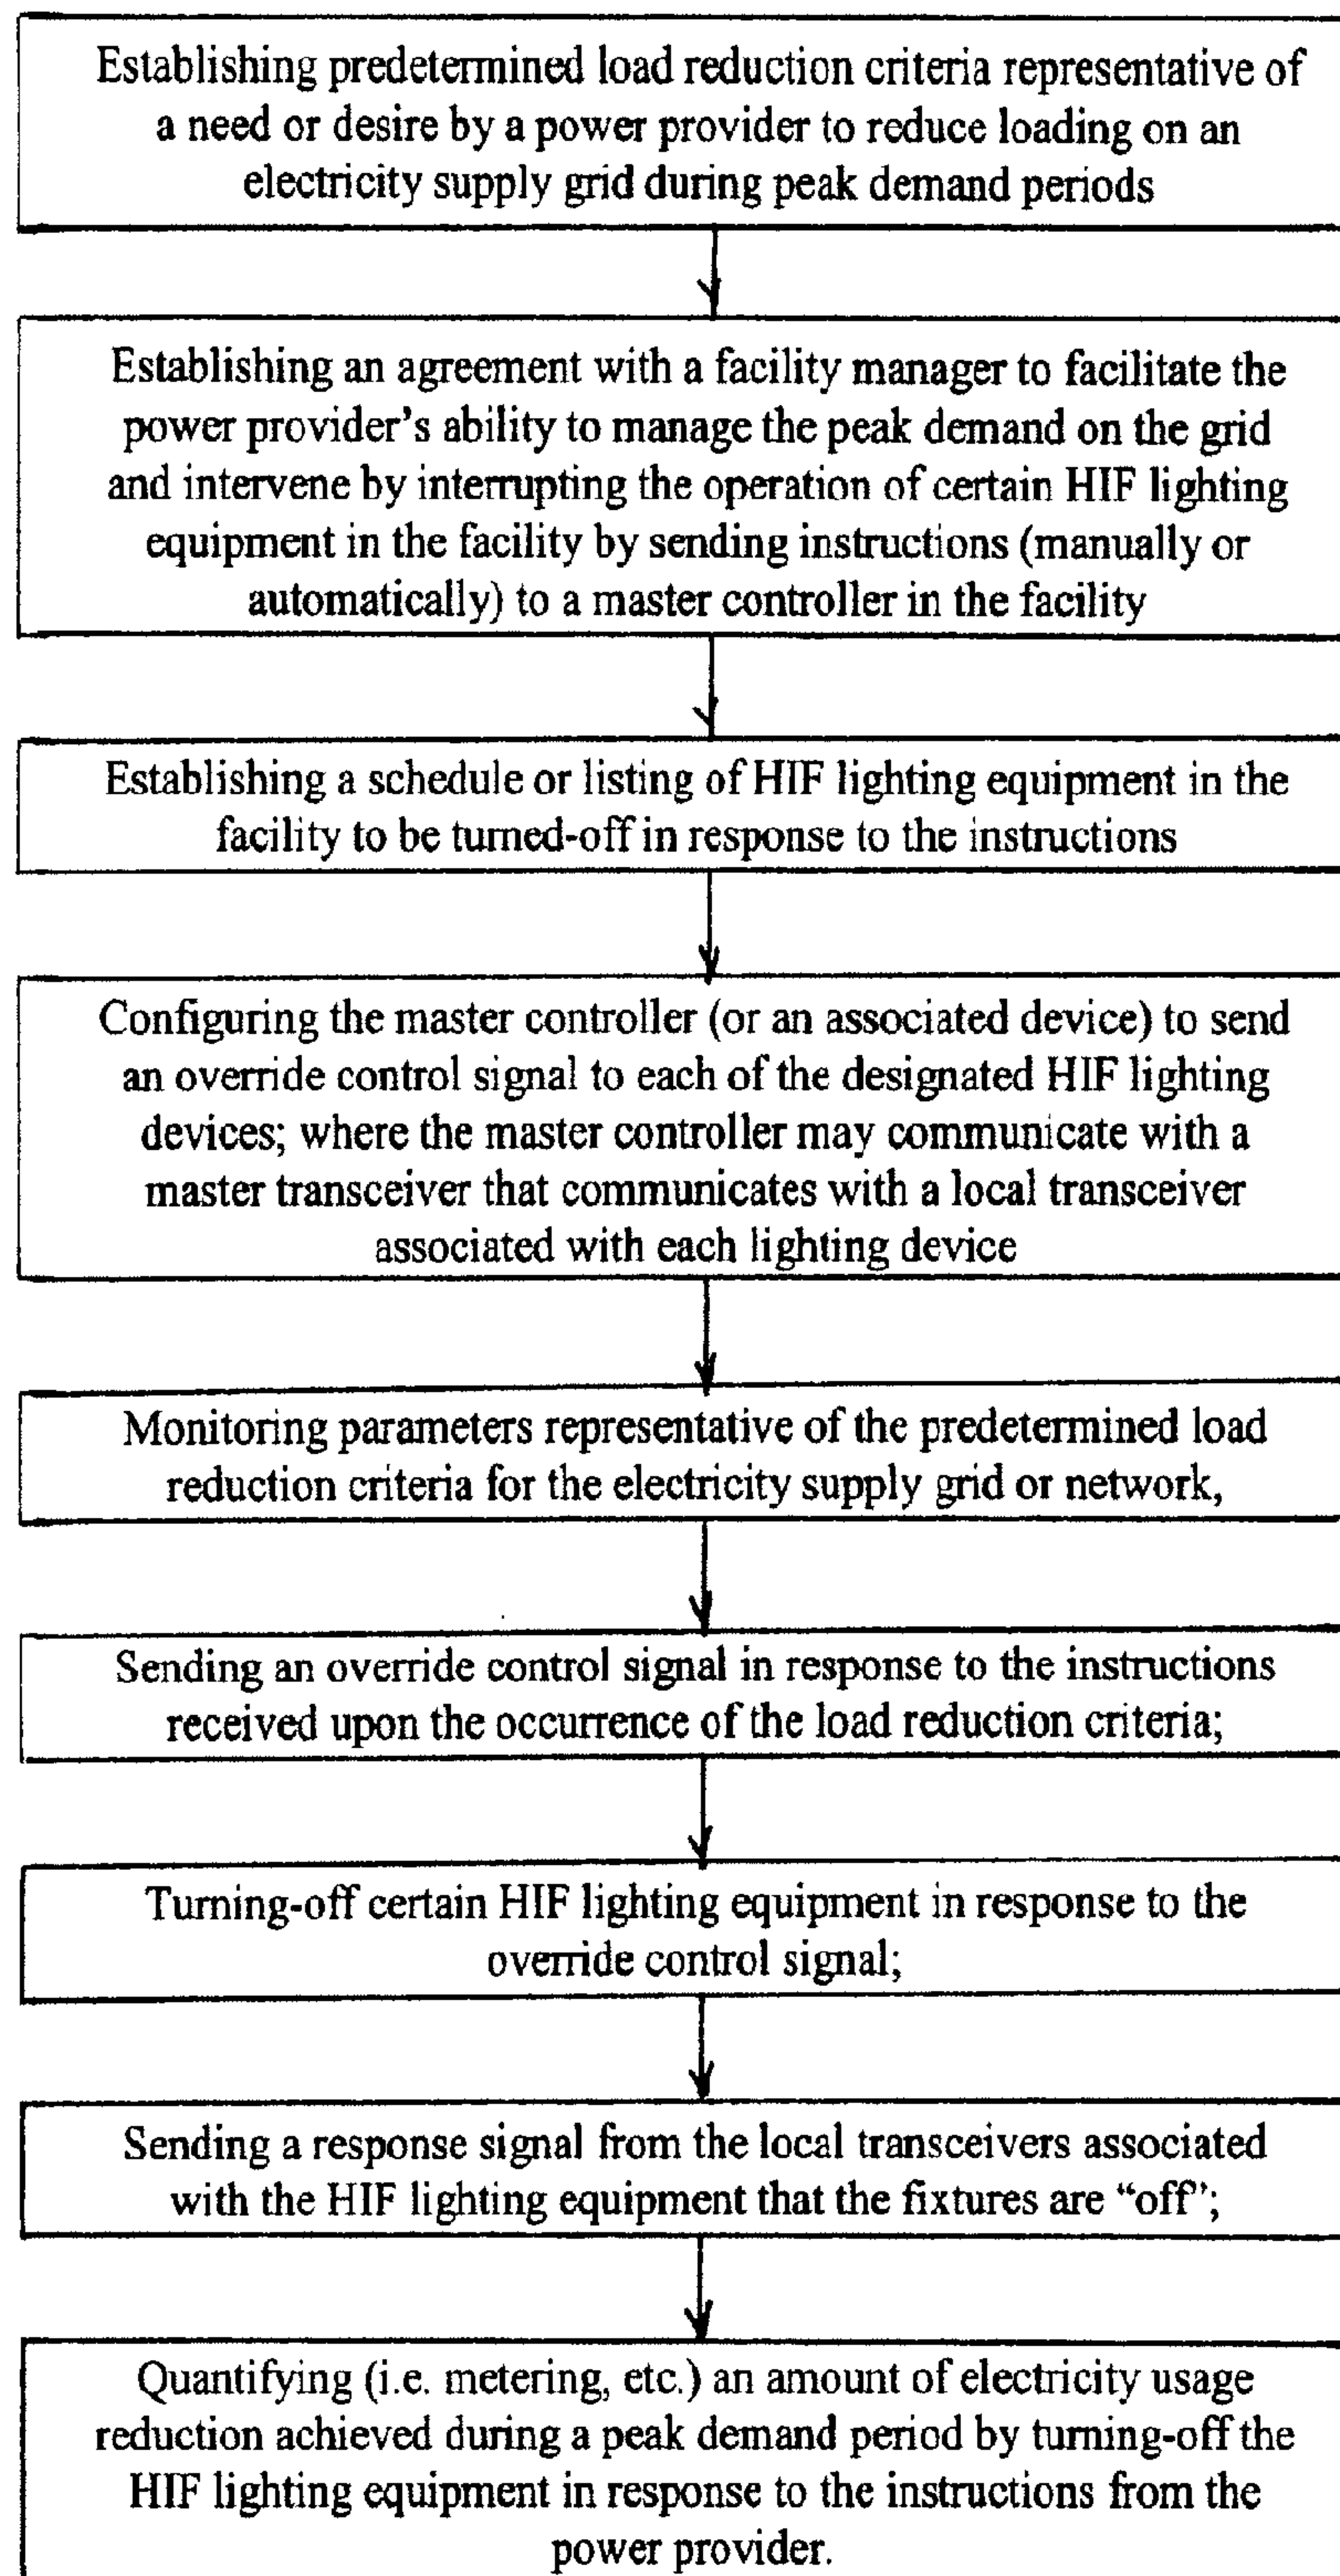 Establishing predetermined load reduction criteria representative of
a need or desire by a power provider to reduce loading on an
electricity supply grid during peak demand periods
Establishing an agreement with a facility manager to facilitate the
power provider's ability to manage the peak demand on the grid
and intervene by interrupting the operation of certain HIF lighting
equipment in the facility by sending instructions (manually or
automatically) to a master controller in the facility
Establishing a schedule or listing of HIF lighting equipment in the
facility to be turned-off in response to the instructions
Configuring the master controller (or an associated device) to send
an override control signal to each of the designated HIF lighting
devices; where the master controller may communicate with a
master transceiver that communicates with a local transceiver
associated with each lighting device
Monitoring parameters representative of the predetermined load
reduction criteria for the electricity supply grid or network,
Sending an override control signal in response to the instructions
received upon the occurrence of the load reduction criteria;
Turning-off certain HIF lighting equipment in response to the
override control signal;
Sending a response signal from the local transceivers associated
with the HIF lighting equipment that the fixtures are “off”;
Quantifying (i.e. metering, etc.) an amount of electricity usage
reduction achieved during a peak demand period by turning-off the
HIF lighting equipment in response to the instructions from the
power provider.